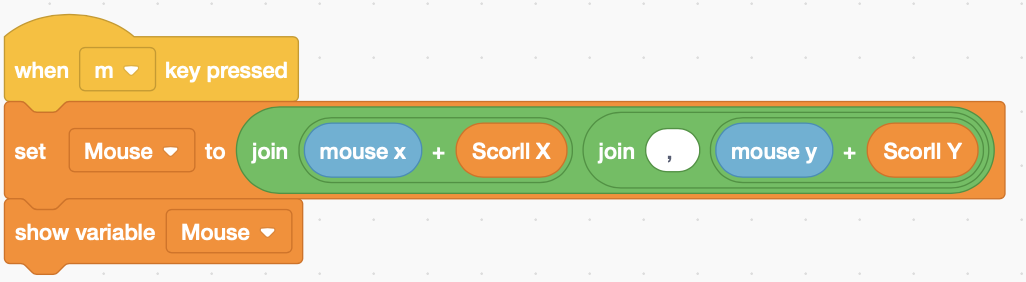 when m key pressed
set Mouse to join mouse x + Scorll X join , mouse y + Scorll Y
show variable Mouse